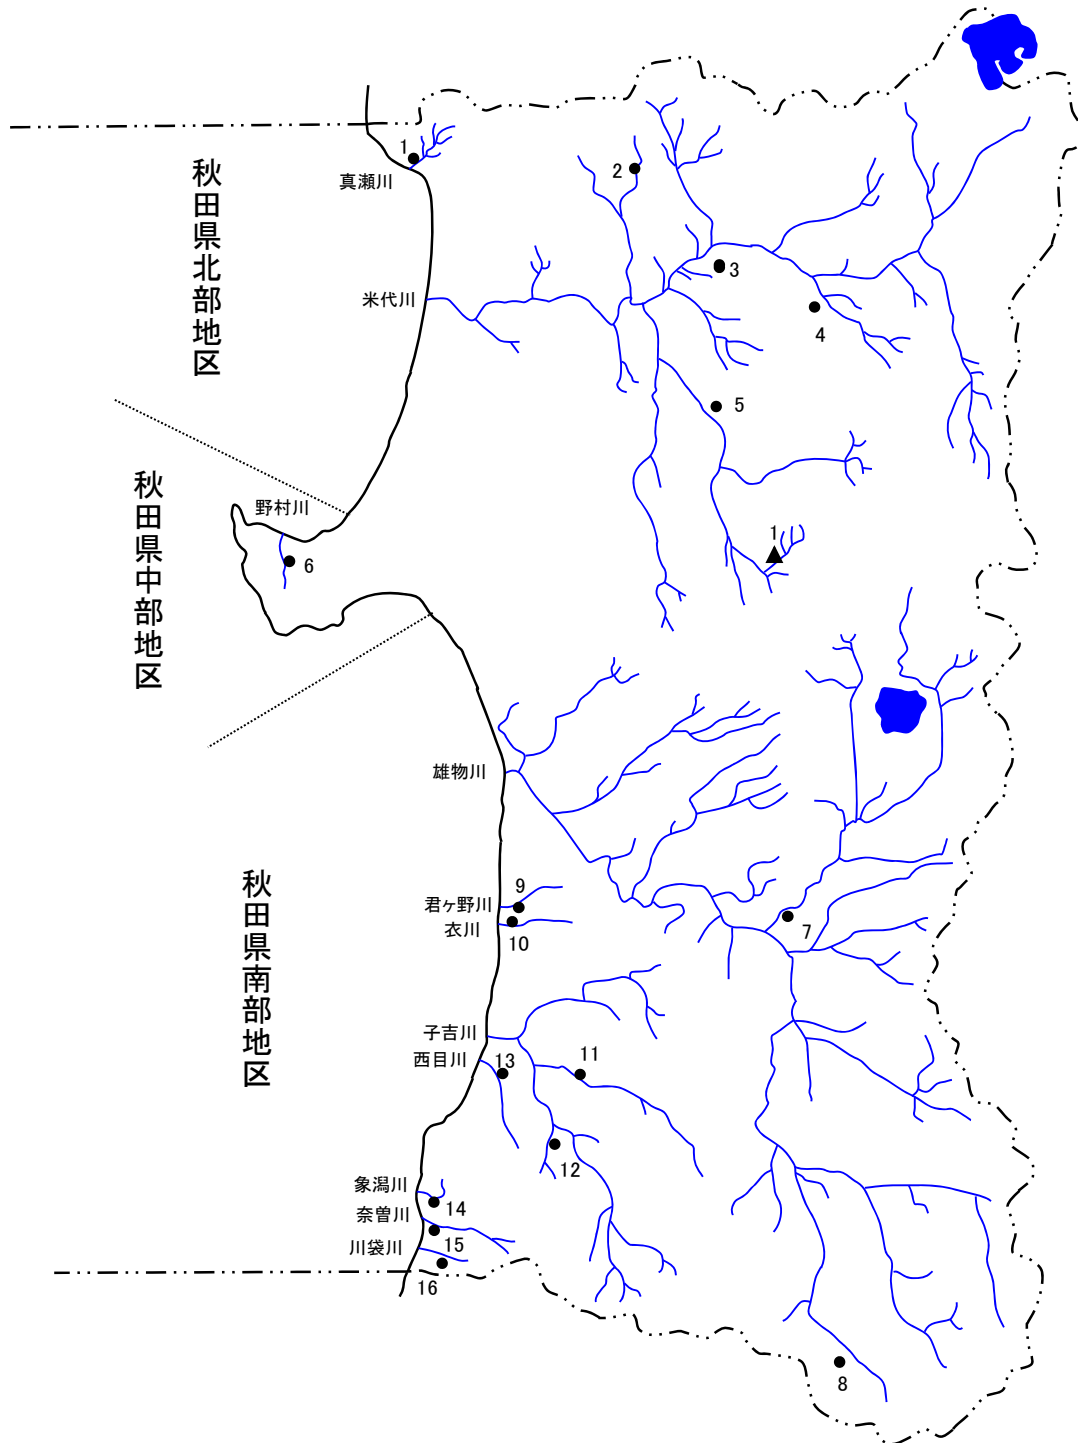 秋田県北部地区
秋田県中部地区
秋田県南部地区
1
真瀬川
2
3
米代川
4
5
野村川
6
1
雄物川
9
君ヶ野川
衣川
10
7
子吉川
西目川
13
11
12
象潟川
14
奈曽川
15
川袋川
16
8